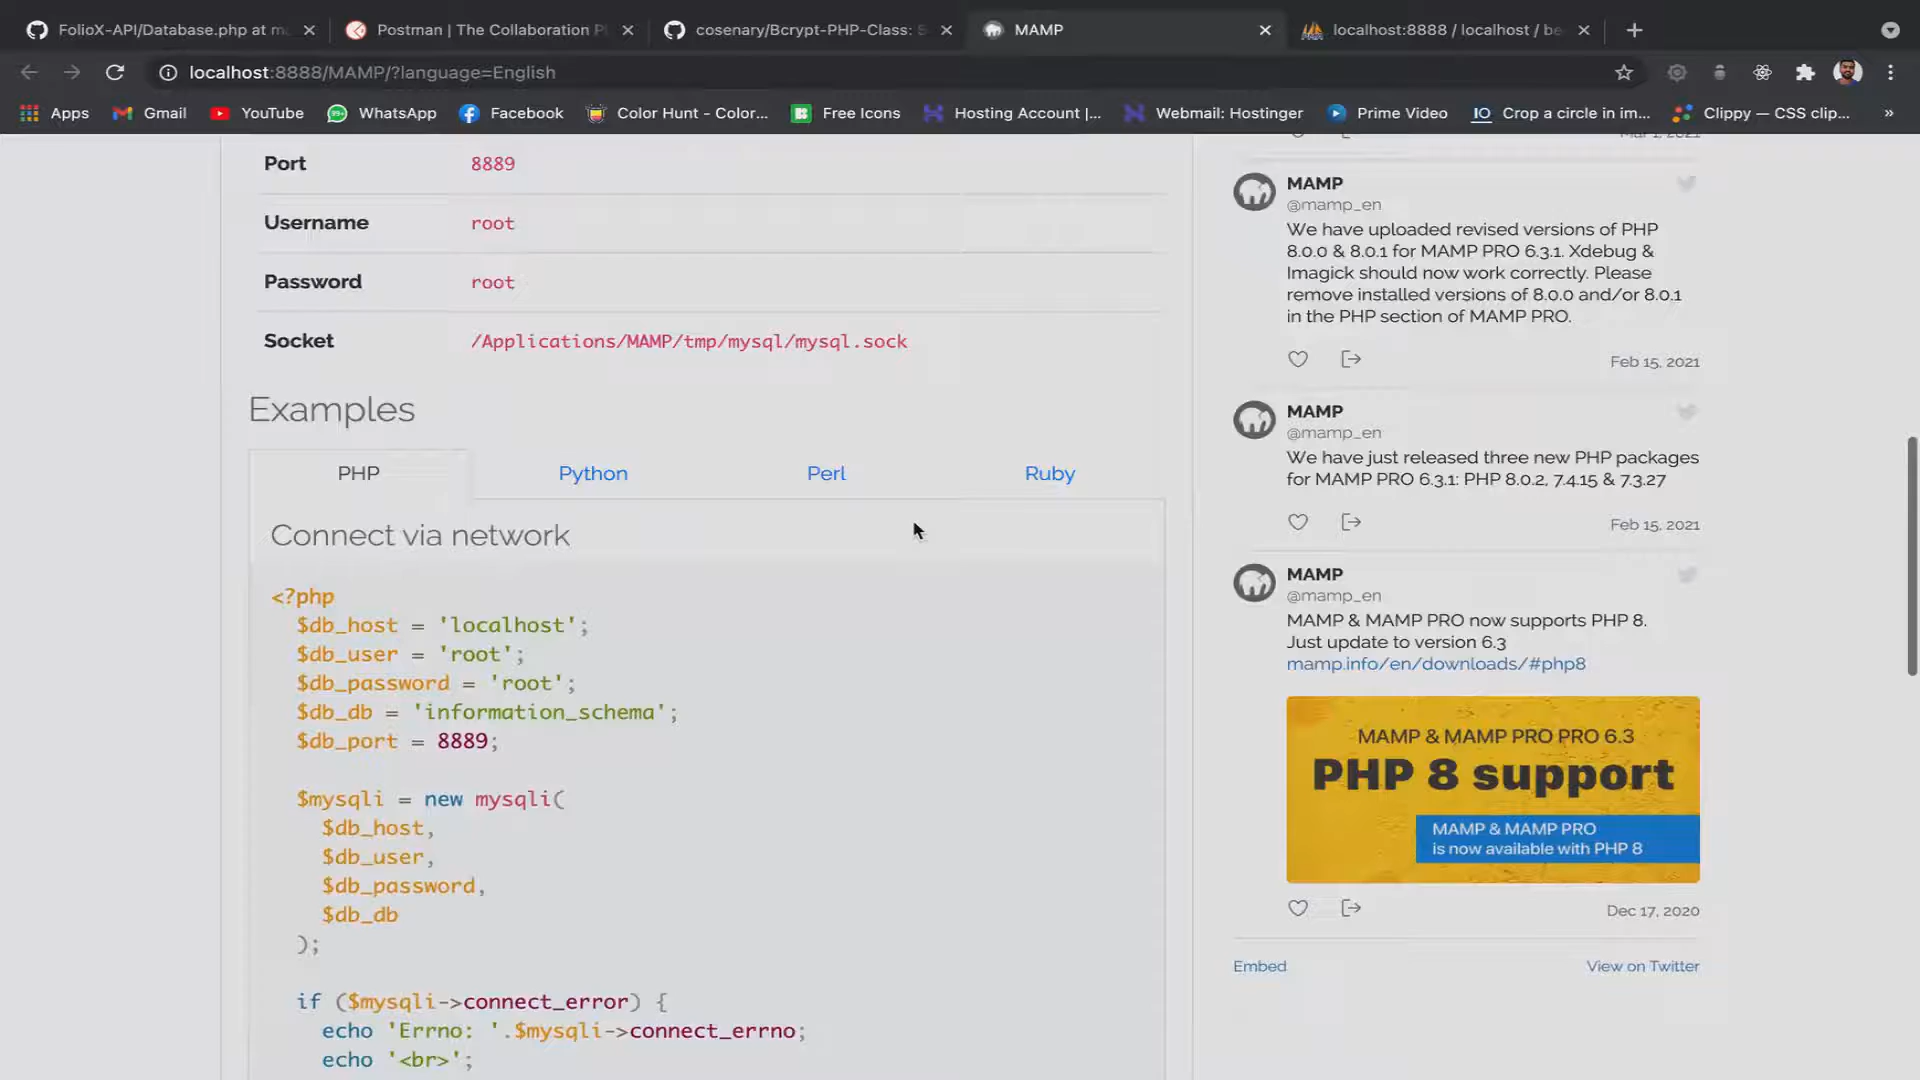 FolioX-API/Database.php at m
Postman | The Collaboration Pl
cosenary/Bcrypt-PHP-Class: S
MAMP
localhost:8888 / localhost / be
localhost:8888/MAMP/?language=English
Apps
Gmail
YouTube
WhatsApp
Facebook
Color Hunt - Color...
Free Icons
Hosting Account |...
Webmail: Hostinger
Prime Video
IO
Crop a circle in im...
Clippy — CSS clip...
»
Port 8889
Username root
Password root
Socket /Applications/MAMP/tmp/mysql/mysql.sock
Examples
PHP Python Perl Ruby
Connect via network
<?php
$db_host = 'localhost';
$db_user = 'root';
$db_password = 'root';
$db_db = 'information_schema';
$db_port = 8889;
$mysqli = new mysqli(
$db_host,
$db_user,
$db_password,
$db_db
);
if ($mysqli->connect_error) {
echo 'Errno: '.$mysqli->connect_errno;
echo '<br>';
Mar 1, 2021
MAMP
@mamp_en
We have uploaded revised versions of PHP
8.0.0 & 8.0.1 for MAMP PRO 6.3.1. Xdebug &
Imagick should now work correctly. Please
remove installed versions of 8.0.0 and/or 8.0.1
in the PHP section of MAMP PRO.
Feb 15, 2021
MAMP
@mamp_en
We have just released three new PHP packages
for MAMP PRO 6.3.1: PHP 8.0.2, 7.4.15 & 7.3.27
Feb 15, 2021
MAMP
@mamp_en
MAMP & MAMP PRO now supports PHP 8.
Just update to version 6.3
mamp.info/en/downloads/#php8
MAMP & MAMP PRO PRO 6.3
PHP 8 support
MAMP & MAMP PRO
is now available with PHP 8
Dec 17, 2020
Embed
View on Twitter